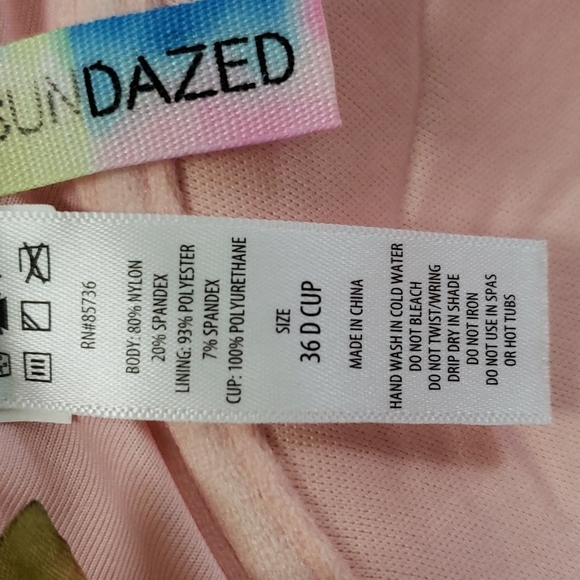 SUNDAZED
RN#85736
BODY: 80% NYLON
20% SPANDEX
LINING: 93% POLYESTER
7% SPANDEX
CUP: 100% POLYURETHANE
SIZE
36 D CUP
MADE IN CHINA
HAND WASH IN COLD WATER
DO NOT BLEACH
DO NOT TWIST/WRING
DRIP DRY IN SHADE
DO NOT IRON
DO NOT USE IN SPAS
OR HOT TUBS